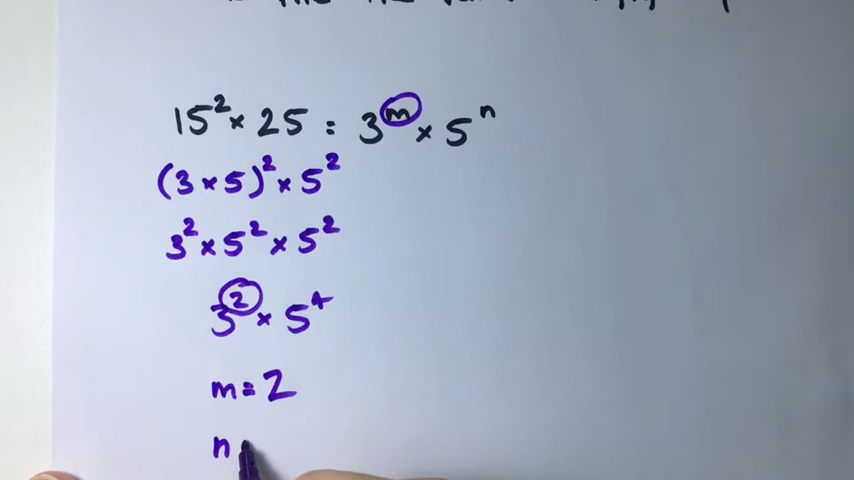 15² × 25 = 3ᵐ × 5ⁿ
(3 × 5)² × 5²
3² × 5² × 5²
3² × 5⁴
m = 2
n